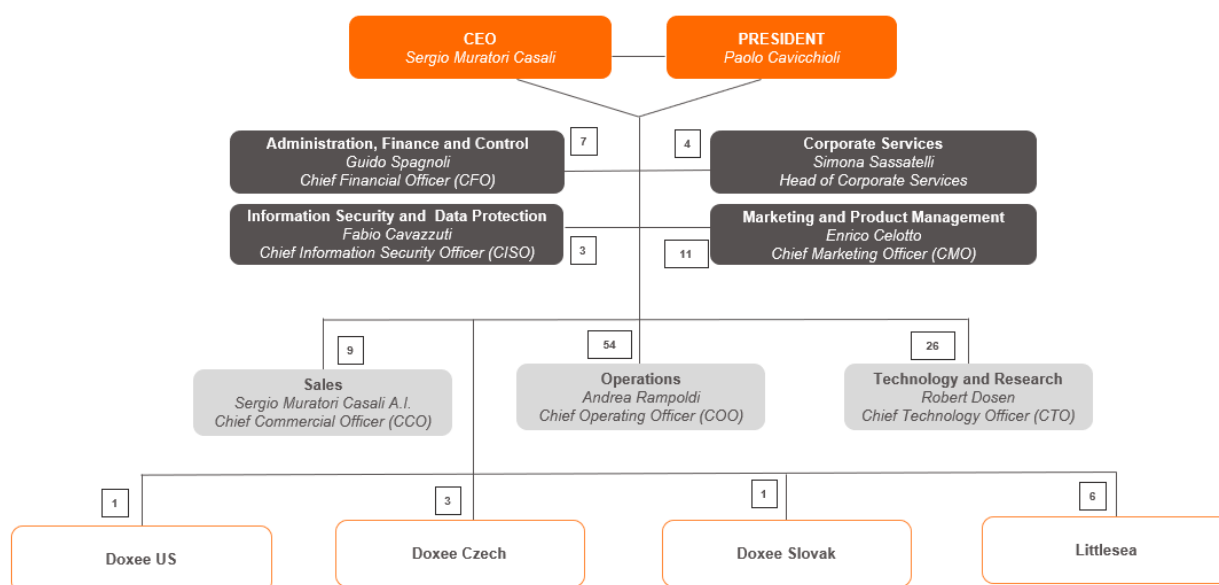 CEO
Sergio Muratori Casali
PRESIDENT
Paolo Cavicchioli
7
Administration, Finance and Control
Guido Spagnoli
Chief Financial Officer (CFO)
4
Corporate Services
Simona Sassatelli
Head of Corporate Services
Information Security and  Data Protection
Fabio Cavazzuti
Chief Information Security Officer (CISO)
3
Marketing and Product Management
Enrico Celotto
Chief Marketing Officer (CMO)
11
9
Sales
Sergio Muratori Casali A.I.
Chief Commercial Officer (CCO)
54
Operations
Andrea Rampoldi
Chief Operating Officer (COO)
26
Technology and Research
Robert Dosen
Chief Technology Officer (CTO)
1
Doxee US
3
Doxee Czech
1
Doxee Slovak
6
Littlesea